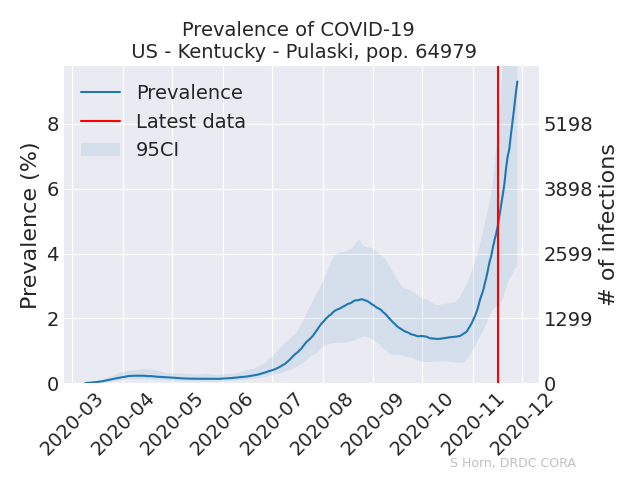 Prevalence of COVID-19
US - Kentucky - Pulaski, pop. 64979
Prevalence
Latest data
95CI
Prevalence (%)
8
6
4
2
0
5198
3898
2599
1299
0
# of infections
2020-03
2020-04
2020-05
2020-06
2020-07
2020-08
2020-09
2020-10
2020-11
2020-12
S Horn, DRDC CORA